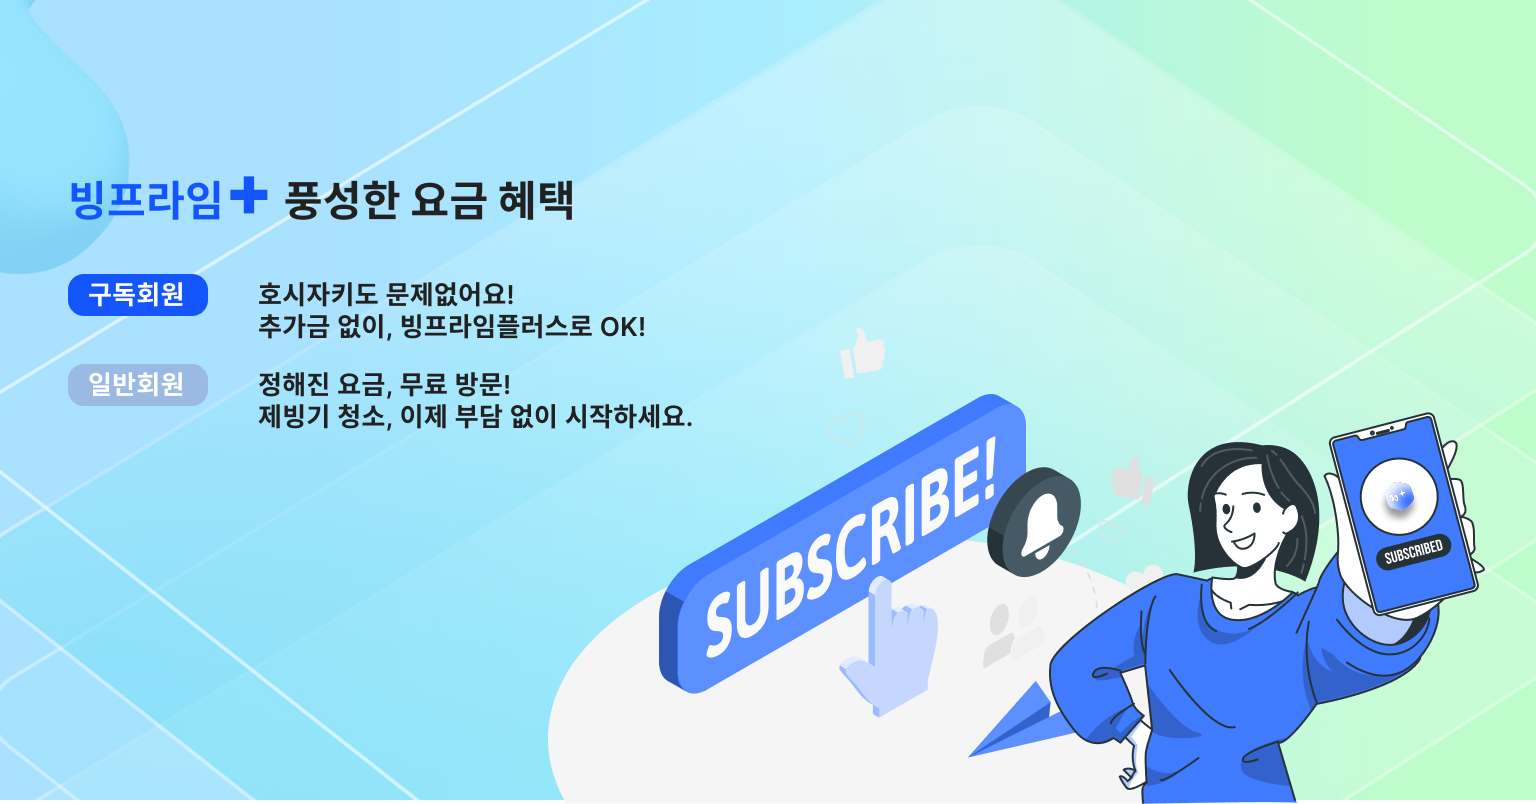 빙프라임+ 풍성한 요금 혜택
구독회원
호시자키도 문제없어요!
추가금 없이, 빙프라임플러스로 OK!
일반회원
정해진 요금, 무료 방문!
제빙기 청소, 이제 부담 없이 시작하세요.
SUBSCRIBE!
SUBSCRIBED